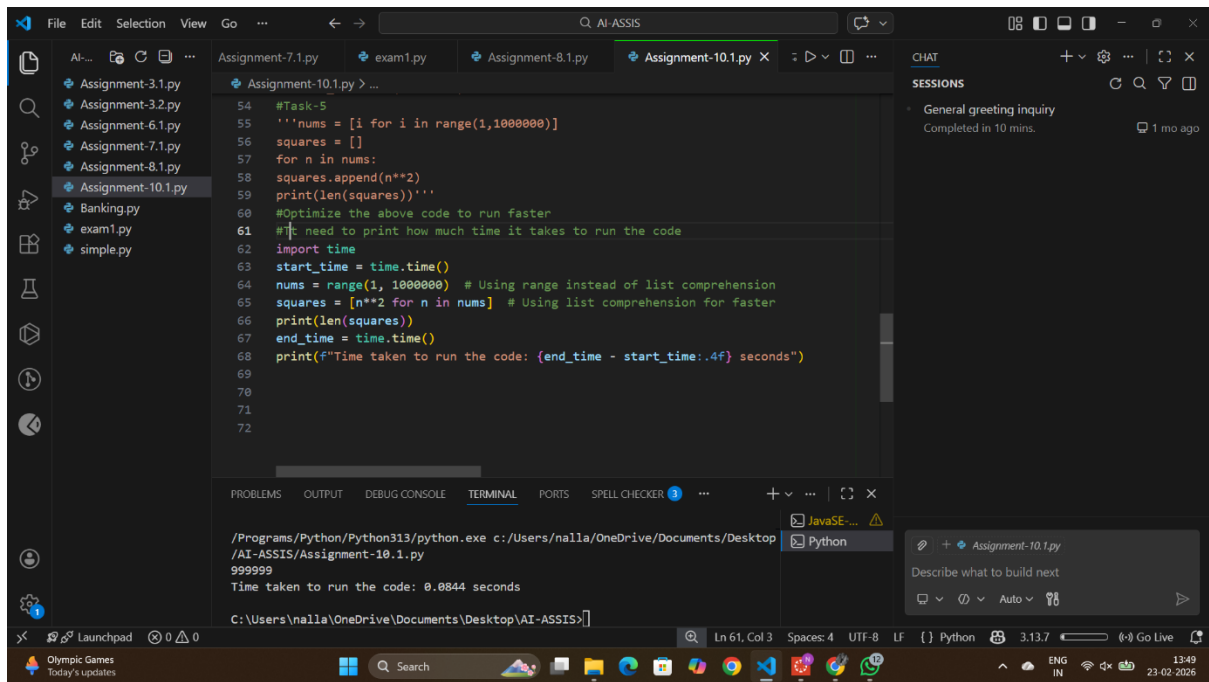 File Edit Selection View Go ··· AI-ASSIS
AI-... ···
Assignment-3.1.py
Assignment-3.2.py
Assignment-6.1.py
Assignment-7.1.py
Assignment-8.1.py
Assignment-10.1.py
Banking.py
exam1.py
simple.py
Assignment-7.1.py exam1.py Assignment-8.1.py Assignment-10.1.py
Assignment-10.1.py > ...
54 #Task-5
55 '''nums = [i for i in range(1,1000000)]
56 squares = []
57 for n in nums:
58 squares.append(n**2)
59 print(len(squares))'''
60 #Optimize the above code to run faster
61 #Tt need to print how much time it takes to run the code
62 import time
63 start_time = time.time()
64 nums = range(1, 1000000)  # Using range instead of list comprehension
65 squares = [n**2 for n in nums]  # Using list comprehension for faster
66 print(len(squares))
67 end_time = time.time()
68 print(f"Time taken to run the code: {end_time - start_time:.4f} seconds")
69
70
71
72
PROBLEMS OUTPUT DEBUG CONSOLE TERMINAL PORTS SPELL CHECKER 3 ···
/Programs/Python/Python313/python.exe c:/Users/nalla/OneDrive/Documents/Desktop
/AI-ASSIS/Assignment-10.1.py
999999
Time taken to run the code: 0.0844 seconds
C:\Users\nalla\OneDrive\Documents\Desktop\AI-ASSIS>
JavaSE-...
Python
CHAT
SESSIONS
General greeting inquiry
Completed in 10 mins. 1 mo ago
+ Assignment-10.1.py
Describe what to build next
Auto
1
Launchpad 0 0 Ln 61, Col 3 Spaces: 4 UTF-8 LF { } Python 3.13.7 Go Live
Olympic Games
Today's updates
Search
12
ENG
IN
13:49
23-02-2026